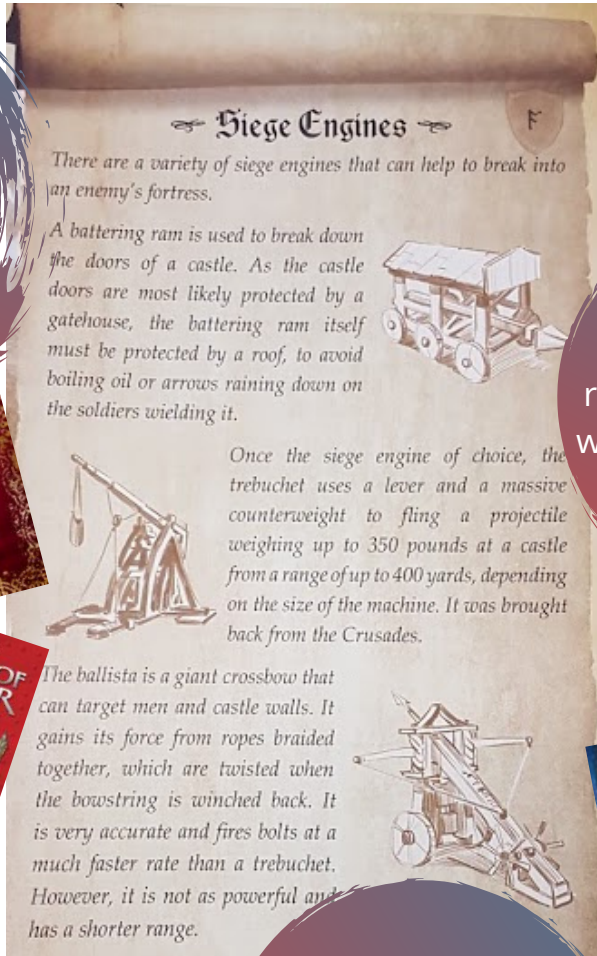 Siege Engines
There are a variety of siege engines that can help to break into
an enemy's fortress.
A battering ram is used to break down
the doors of a castle. As the castle
doors are most likely protected by a
gatehouse, the battering ram itself
must be protected by a roof, to avoid
boiling oil or arrows raining down on
the soldiers wielding it.
Once the siege engine of choice, the
trebuchet uses a lever and a massive
counterweight to fling a projectile
weighing up to 350 pounds at a castle
from a range of up to 400 yards, depending
on the size of the machine. It was brought
back from the Crusades.
The ballista is a giant crossbow that
can target men and castle walls. It
gains its force from ropes braided
together, which are twisted when
the bowstring is winched back. It
is very accurate and fires bolts at a
much faster rate than a trebuchet.
However, it is not as powerful and
has a shorter range.
OF